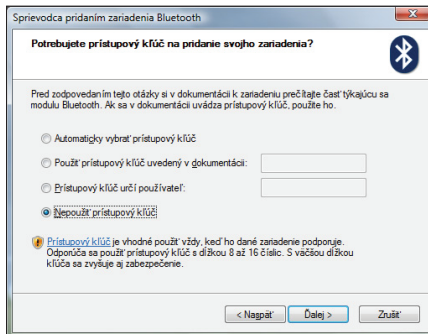 Sprievodca pridaním zariadenia Bluetooth
Potrebujete prístupový kľúč na pridanie svojho zariadenia?
Pred zodpovedaním tejto otázky si v dokumentácii k zariadeniu prečítajte časť týkajúcu sa
modulu Bluetooth. Ak sa v dokumentácii uvádza prístupový kľúč, použite ho.
Automaticky vybrať prístupový kľúč
Použiť prístupový kľúč uvedený v dokumentácii:
Prístupový kľúč určí používateľ:
Nepoužiť prístupový kľúč
Prístupový kľúč je vhodné použiť vždy, keď ho dané zariadenie podporuje.
Odporúča sa použiť prístupový kľúč s dĺžkou 8 až 16 číslic. S väčšou dĺžkou
kľúča sa zvyšuje aj zabezpečenie.
< Naspäť Ďalej > Zrušiť